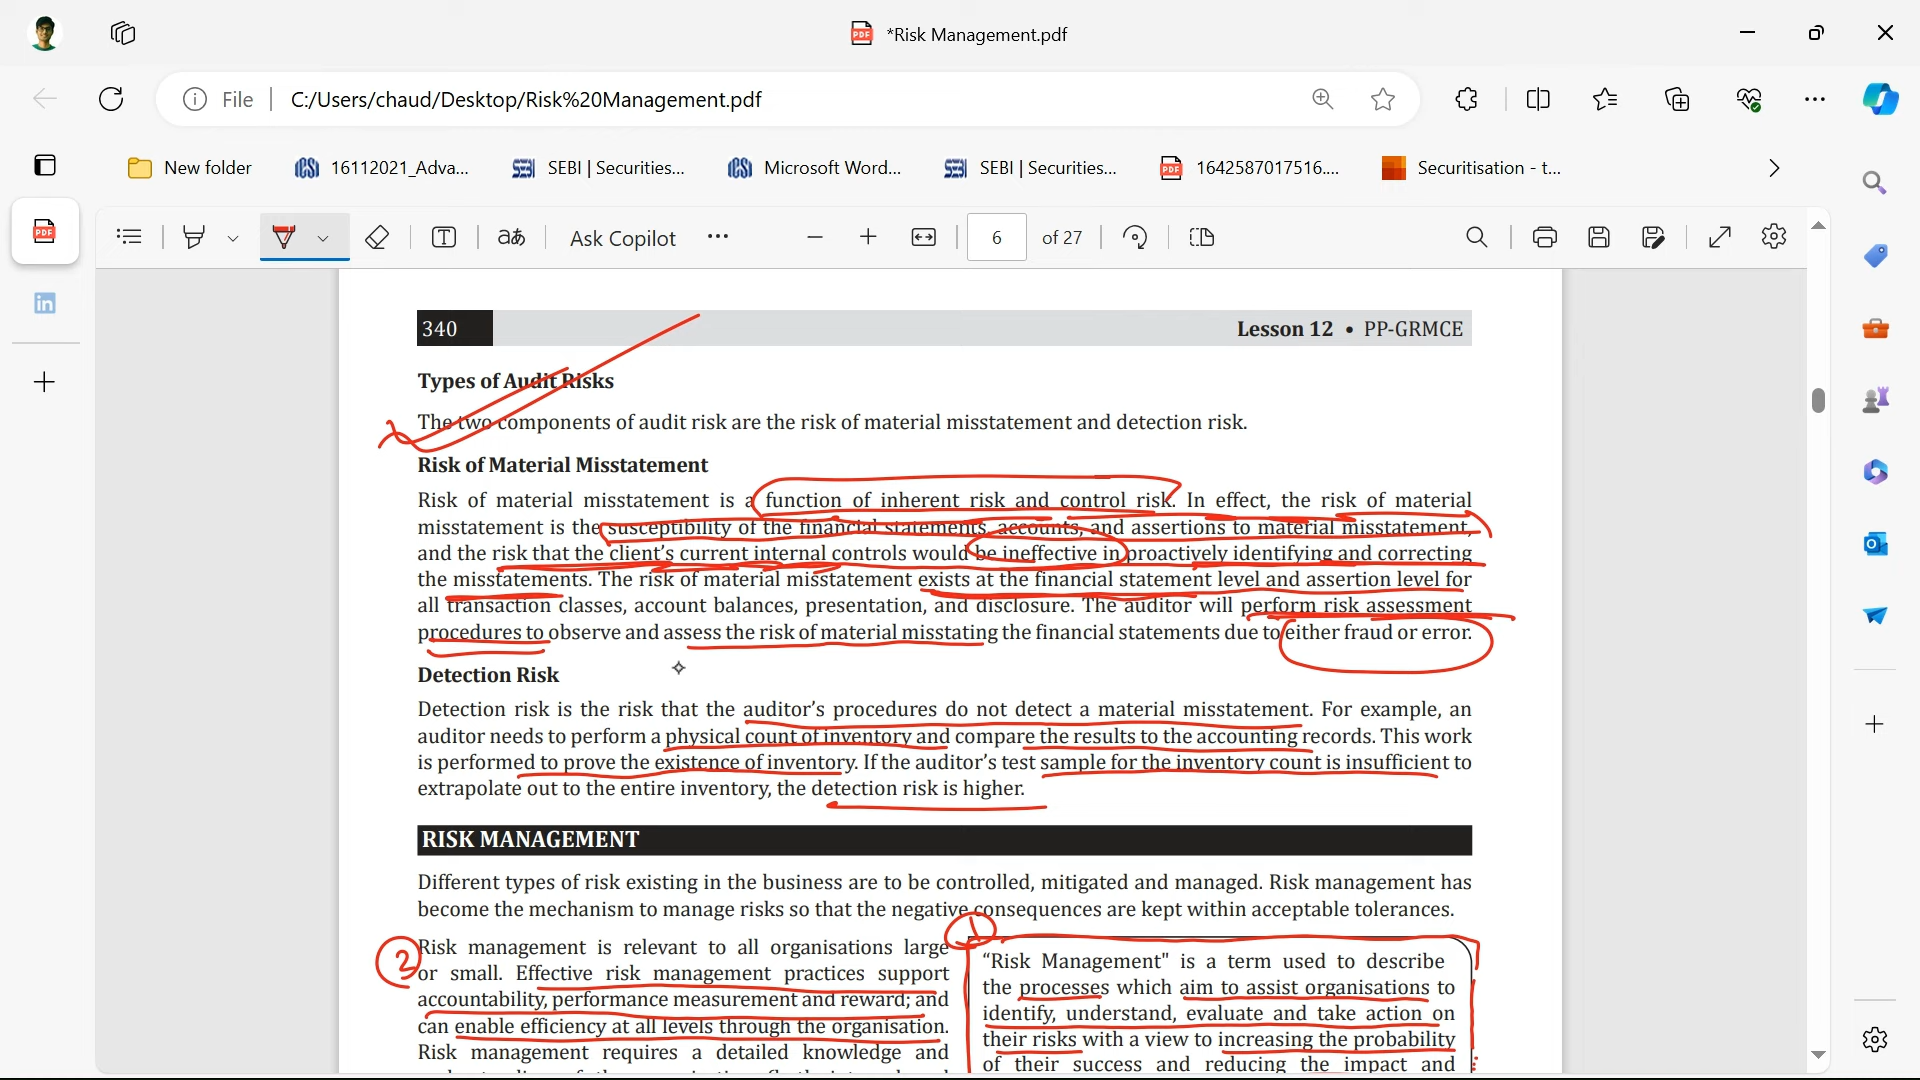 *Risk Management.pdf
File C:/Users/chaud/Desktop/Risk%20Management.pdf
New folder 16112021_Adva... SEBI | Securities... Microsoft Word... SEBI | Securities... 1642587017516.... Securitisation - t...
Ask Copilot 6 of 27
340 Lesson 12 • PP-GRMCE
Types of Audit Risks
The two components of audit risk are the risk of material misstatement and detection risk.
Risk of Material Misstatement
Risk of material misstatement is a function of inherent risk and control risk. In effect, the risk of material
misstatement is the susceptibility of the financial statements, accounts, and assertions to material misstatement,
and the risk that the client's current internal controls would be ineffective in proactively identifying and correcting
the misstatements. The risk of material misstatement exists at the financial statement level and assertion level for
all transaction classes, account balances, presentation, and disclosure. The auditor will perform risk assessment
procedures to observe and assess the risk of material misstating the financial statements due to either fraud or error.
Detection Risk
Detection risk is the risk that the auditor's procedures do not detect a material misstatement. For example, an
auditor needs to perform a physical count of inventory and compare the results to the accounting records. This work
is performed to prove the existence of inventory. If the auditor's test sample for the inventory count is insufficient to
extrapolate out to the entire inventory, the detection risk is higher.
RISK MANAGEMENT
Different types of risk existing in the business are to be controlled, mitigated and managed. Risk management has
become the mechanism to manage risks so that the negative consequences are kept within acceptable tolerances.
2
Risk management is relevant to all organisations large
or small. Effective risk management practices support
accountability, performance measurement and reward; and
can enable efficiency at all levels through the organisation.
Risk management requires a detailed knowledge and
1
"Risk Management" is a term used to describe
the processes which aim to assist organisations to
identify, understand, evaluate and take action on
their risks with a view to increasing the probability
of their success and reducing the impact and